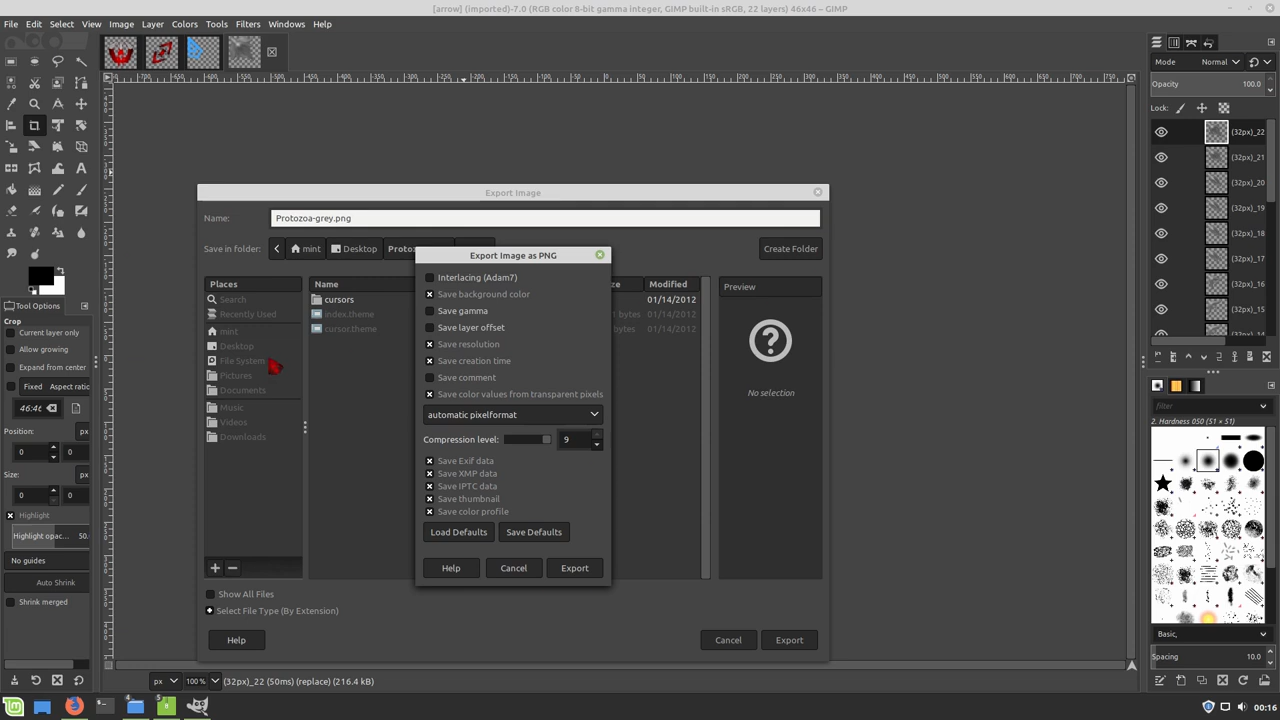 [arrow] (imported)-7.0 (RGB color 8-bit gamma integer, GIMP built-in sRGB, 22 layers) 46x46 – GIMP
File Edit Select View Image Layer Colors Tools Filters Windows Help
Mode Normal
Opacity 100.0
Lock:
(32px)_22
(32px)_21
(32px)_20
(32px)_19
(32px)_18
(32px)_17
(32px)_16
(32px)_15
(32px)_14
Tool Options
Crop
Current layer only
Allow growing
Expand from center
Fixed Aspect ratio
46:46
Position: px
0 0
Size: px
0 0
Highlight
Highlight opac... 50.
No guides
Auto Shrink
Shrink merged
Export Image
Name: Protozoa-grey.png
Save in folder: mint Desktop Proto
Create Folder
Places
Search
Recently Used
mint
Desktop
File System
Pictures
Documents
Music
Videos
Downloads
Name Modified
cursors 01/14/2012
index.theme bytes 01/14/2012
cursor.theme bytes 01/14/2012
Preview
No selection
Show All Files
Select File Type (By Extension)
Help Cancel Export
Export Image as PNG
Interlacing (Adam7)
Save background color
Save gamma
Save layer offset
Save resolution
Save creation time
Save comment
Save color values from transparent pixels
automatic pixelformat
Compression level: 9
Save Exif data
Save XMP data
Save IPTC data
Save thumbnail
Save color profile
Load Defaults Save Defaults
Help Cancel Export
filter
2. Hardness 050 (51 × 51)
Basic,
Spacing 10.0
px 100 % (32px)_22 (50ms) (replace) (216.4 kB)
00:16